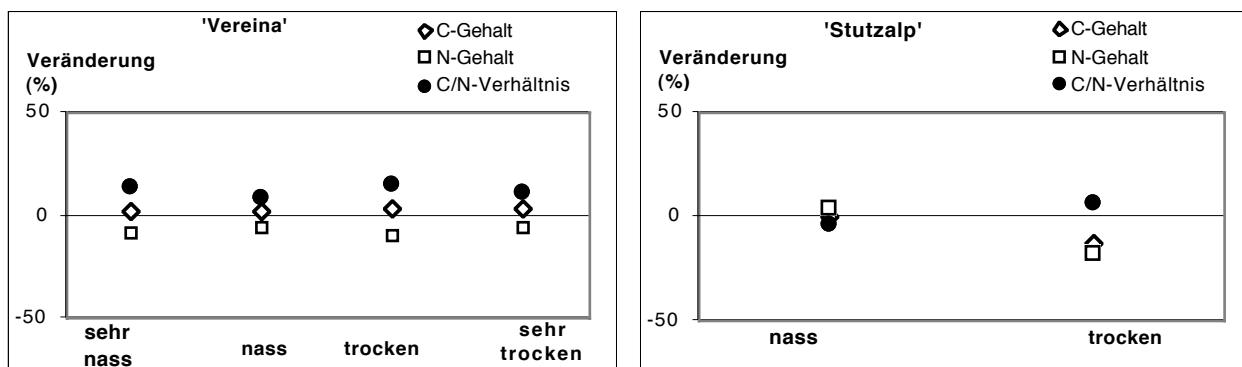 'Vereina'
C-Gehalt
N-Gehalt
C/N-Verhältnis
Veränderung
(%)
50
0
-50
sehr
nass
nass
trocken
sehr
trocken
'Stutzalp'
C-Gehalt
N-Gehalt
C/N-Verhältnis
Veränderung
(%)
50
0
-50
nass
trocken